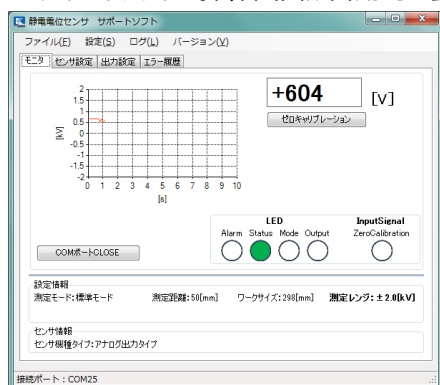 静電電位センサ サポートソフト
ファイル(F) 設定(S) ログ(L) バージョン(V)
モニタ センサ設定 出力設定 エラー履歴
+604 [V]
ゼロキャリブレーション
2
1.5
1
0.5
0
-0.5
-1
-1.5
-2
[kV]
0 1 2 3 4 5 6 7 8 9 10
[s]
LED InputSignal
Alarm Status Mode Output ZeroCalibration
COMポートCLOSE
設定情報
測定モード:標準モード 測定距離:50[mm] ワークサイズ:298[mm] 測定レンジ:±2.0[kV]
センサ情報
センサ機種タイプ:アナログ出力タイプ
接続ポート:COM25